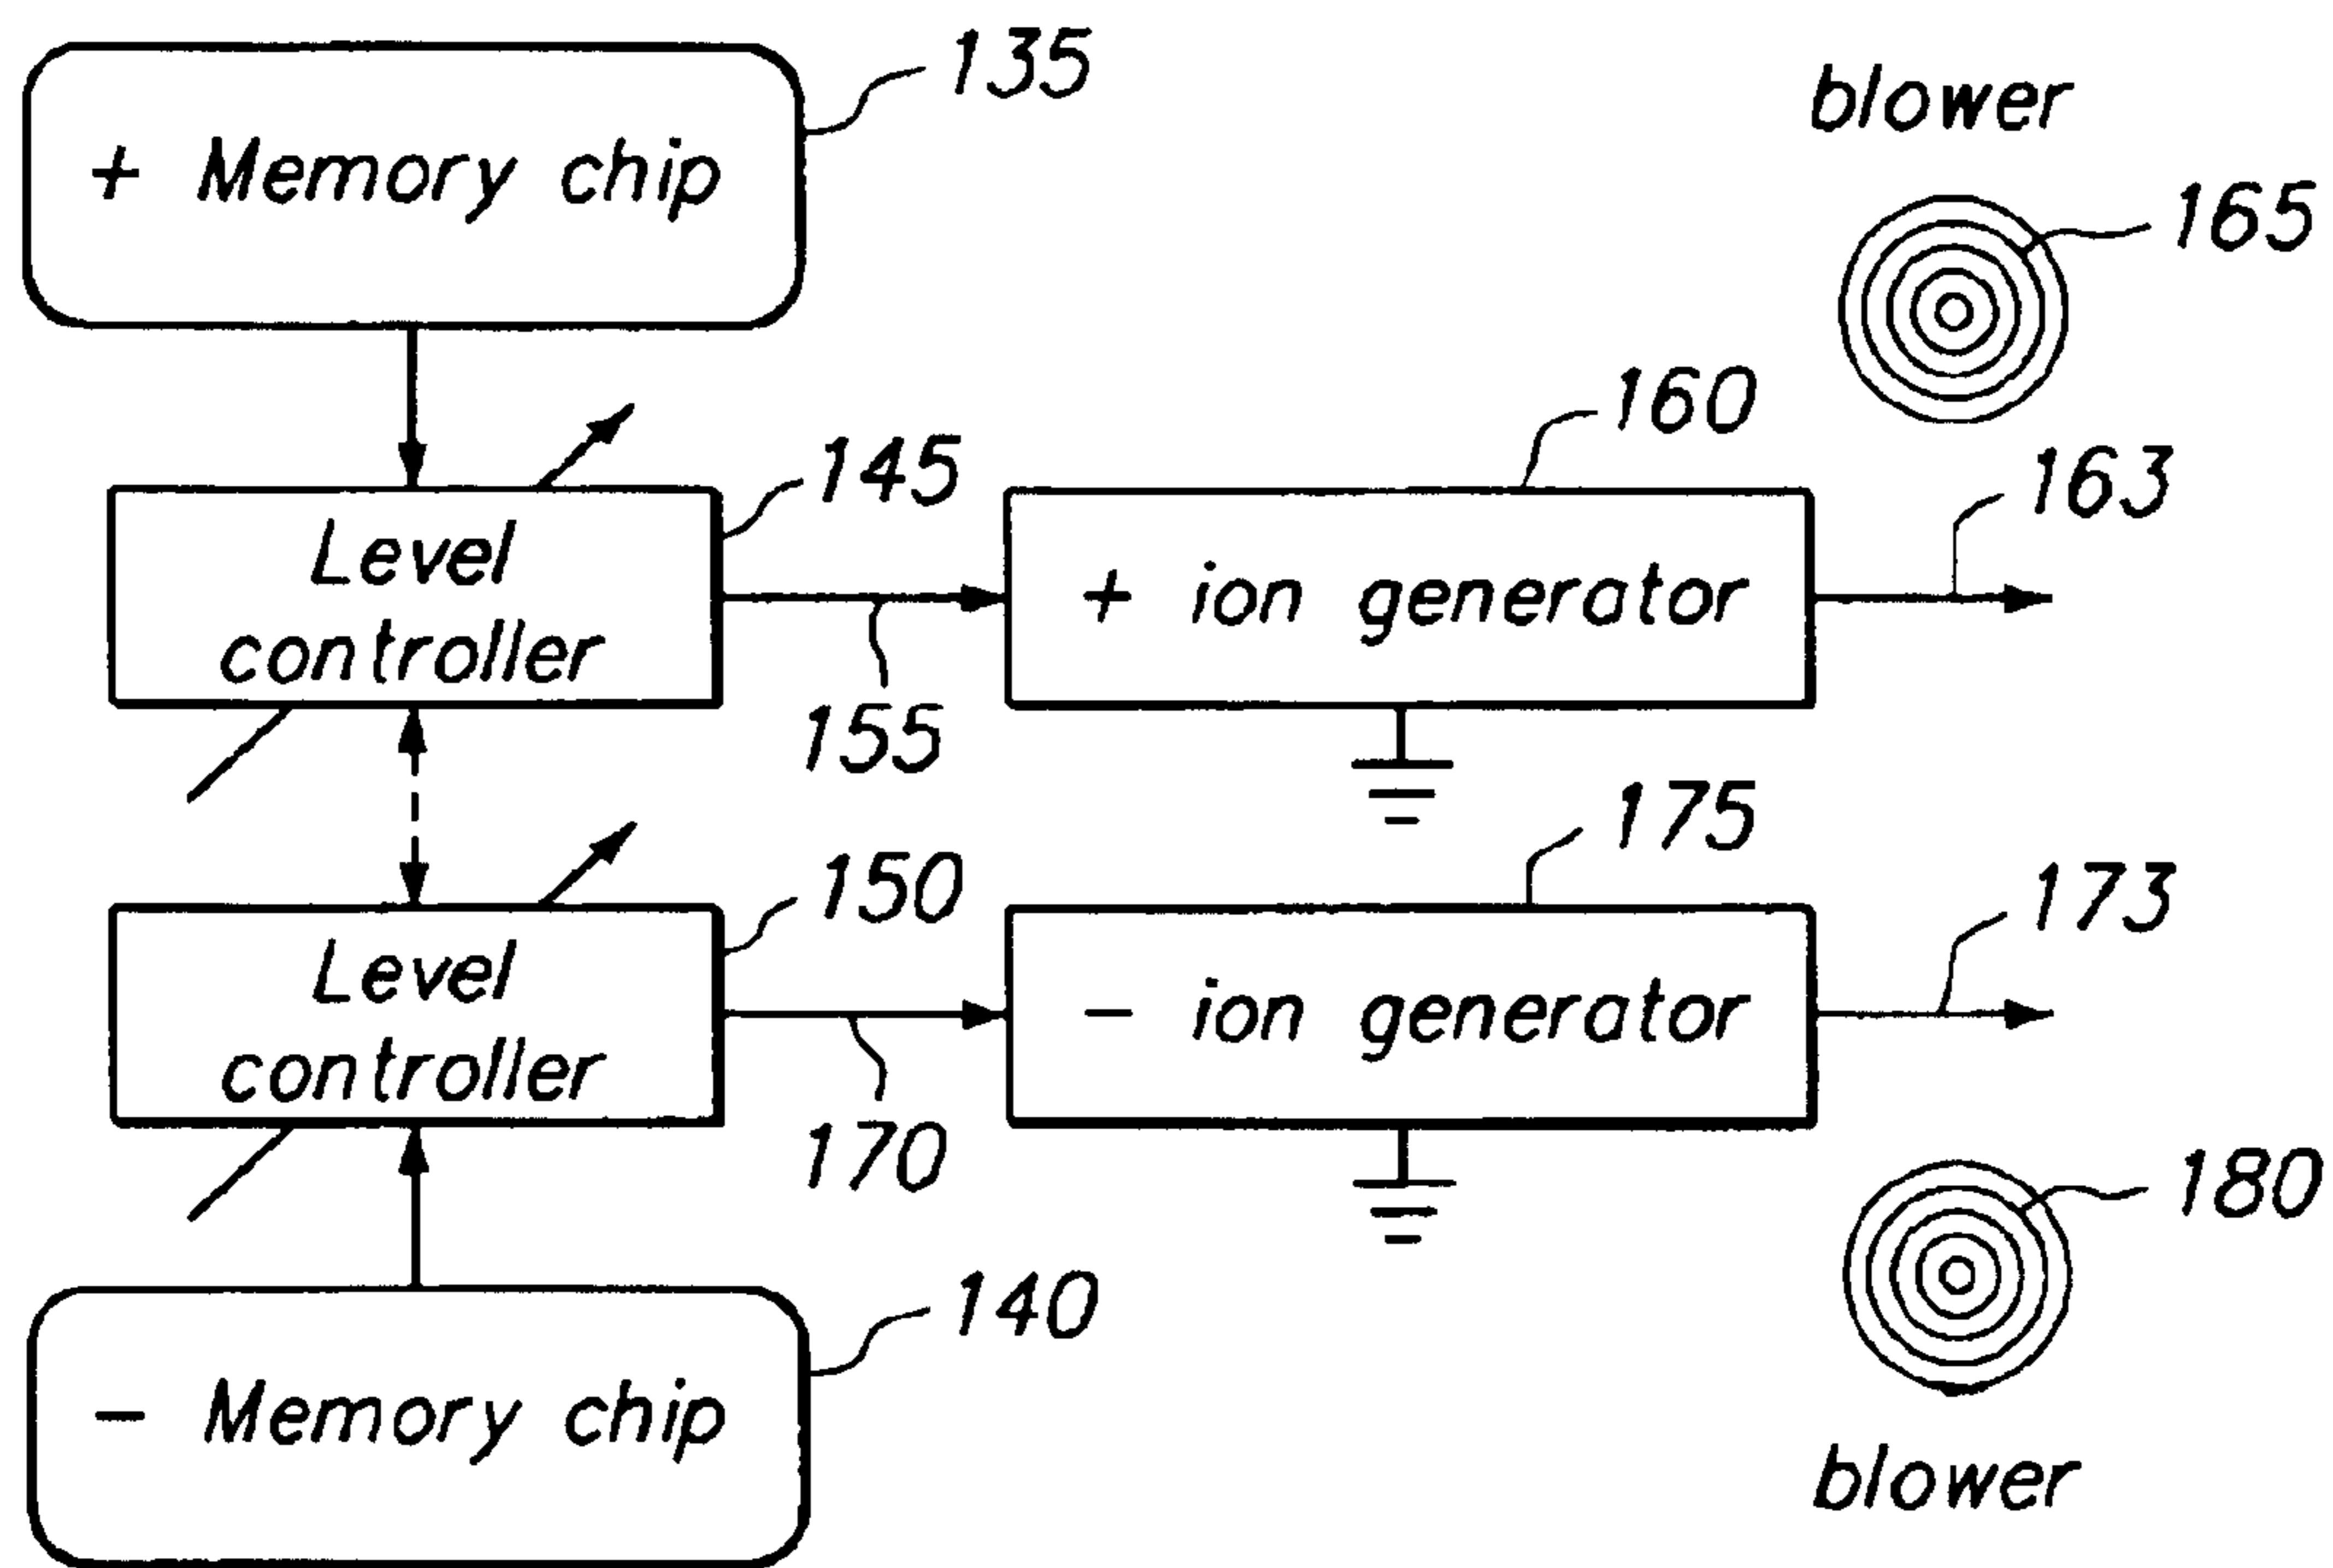 135
+ Memory chip
blower
165
160
145
163
Level
controller
+ ion generator
155
175
150
173
Level
controller
- ion generator
170
180
140
- Memory chip
blower